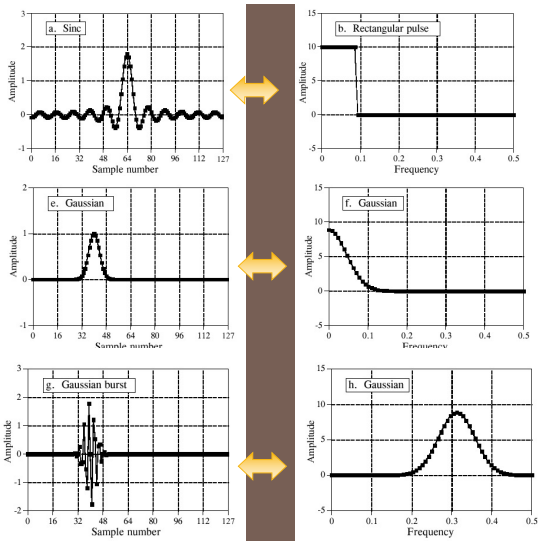 a. Sinc
Amplitude
3
2
1
0
-1
0 16 32 48 64 80 96 112 127
Sample number
b. Rectangular pulse
Amplitude
15
10
5
0
-5
0 0.1 0.2 0.3 0.4 0.5
Frequency
e. Gaussian
Amplitude
2
1
0
-1
0 16 32 48 64 80 96 112 127
Sample number
f. Gaussian
Amplitude
15
10
5
0
-5
0 0.1 0.2 0.3 0.4 0.5
Frequency
g. Gaussian burst
Amplitude
3
2
1
0
-1
-2
0 16 32 48 64 80 96 112 127
Sample number
h. Gaussian
Amplitude
15
10
5
0
-5
0 0.1 0.2 0.3 0.4 0.5
Frequency